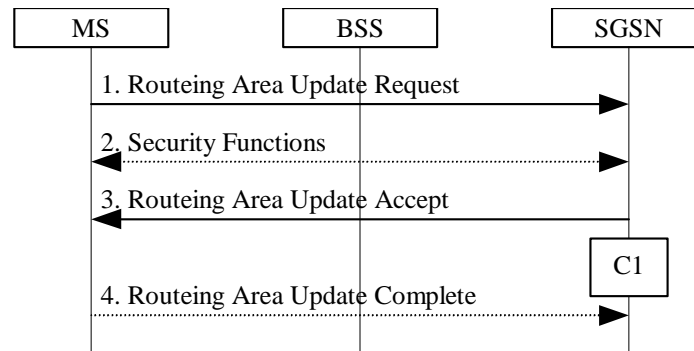 MS BSS SGSN
1. Routeing Area Update Request
2. Security Functions
3. Routeing Area Update Accept
C1
4. Routeing Area Update Complete